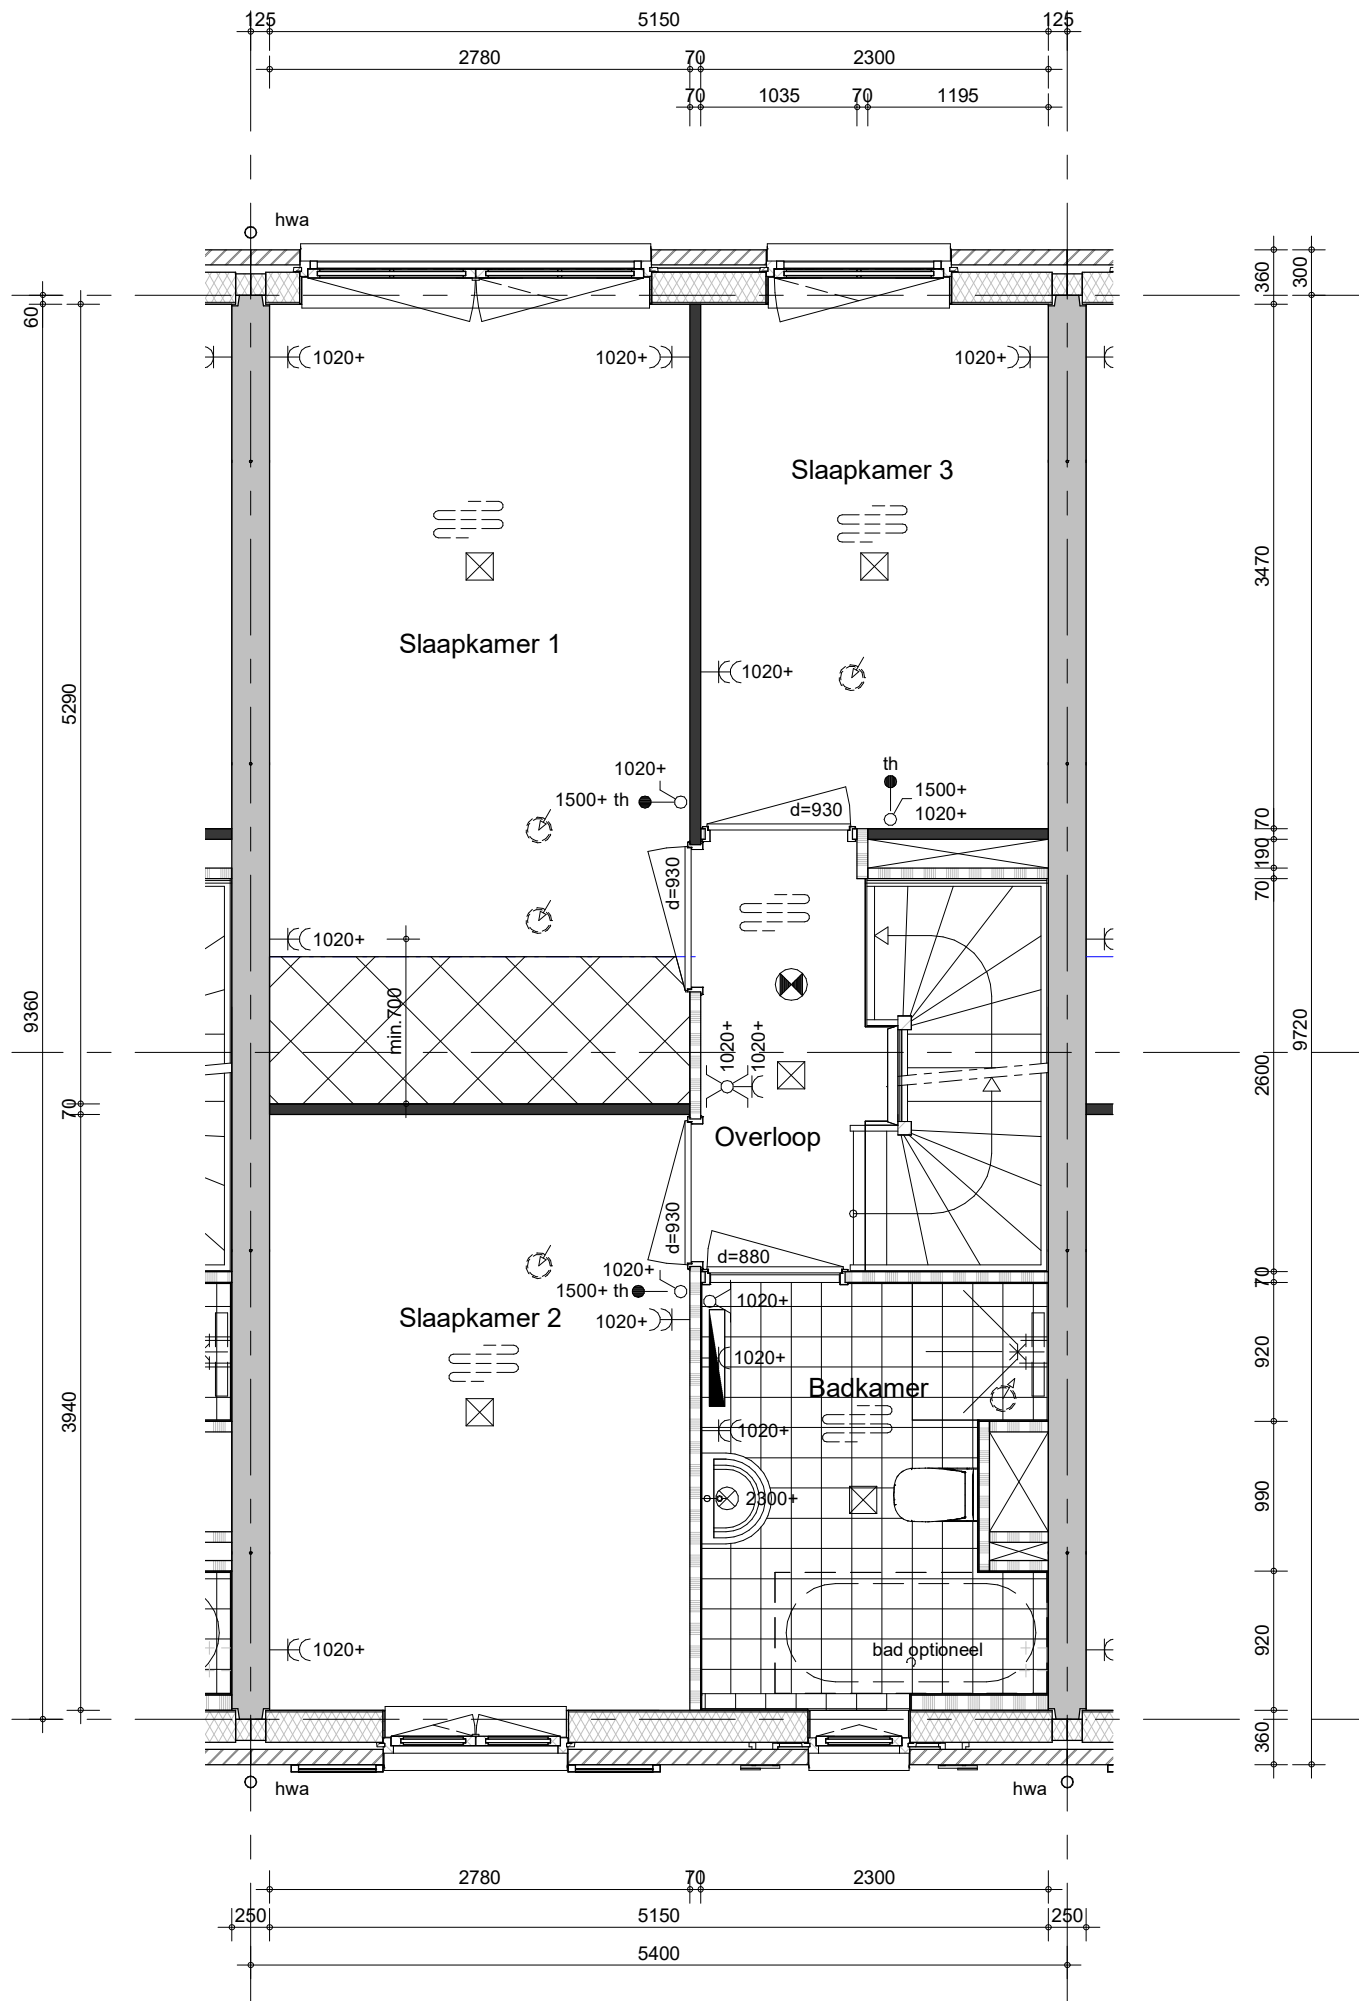 125 5150 125
2780 70 2300
70 1035 70 1195
hwa
60
360
300
1020+ 1020+ 1020+
Slaapkamer 3
3470
Slaapkamer 1
1020+
5290
th
1020+
1500+ th
1500+
1020+
d=930
70
190
70
d=930
1020+
min.700
9360
1020+
1020+
9720
2600
70
Overloop
d=930
d=880
1020+
1500+ th
1020+
1020+
70
Slaapkamer 2
1020+
920
Badkamer
3940
1020+
2300+
990
1020+
bad optioneel
920
360
hwa hwa
2780 70 2300
250 5150 250
5400